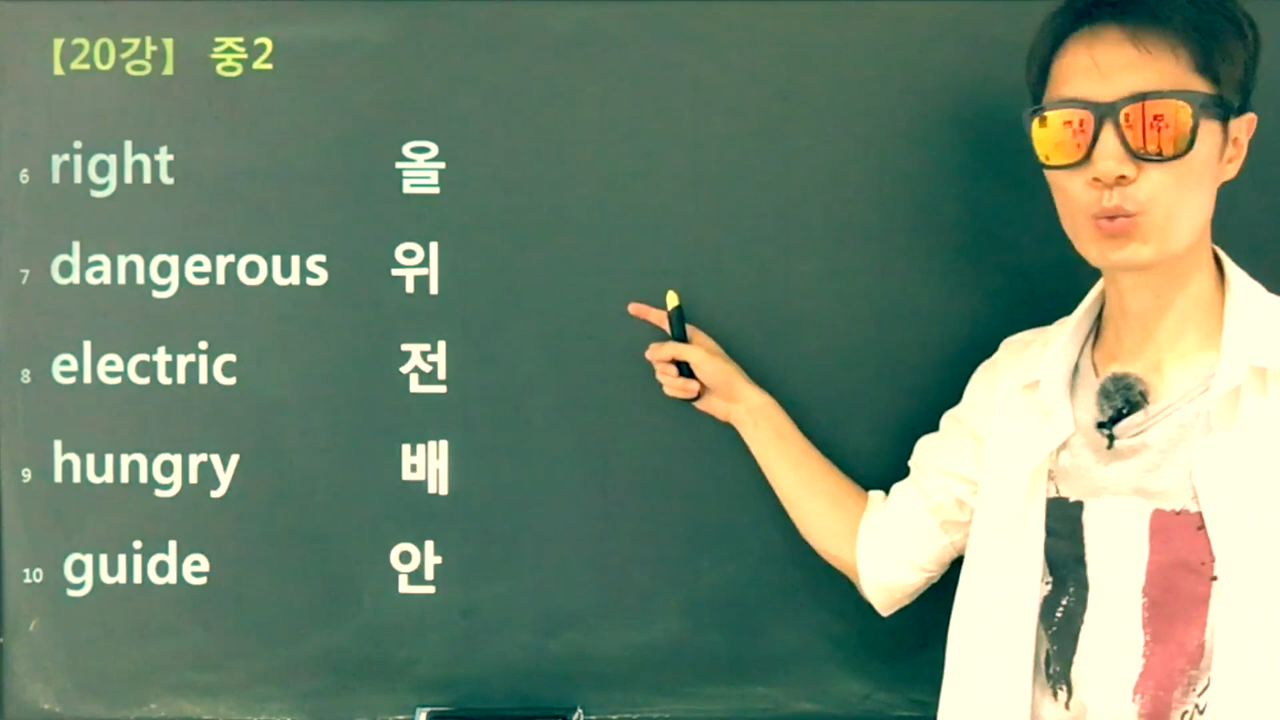 【20강】 중2
6 right 올
7 dangerous 위
8 electric 전
9 hungry 배
10 guide 안